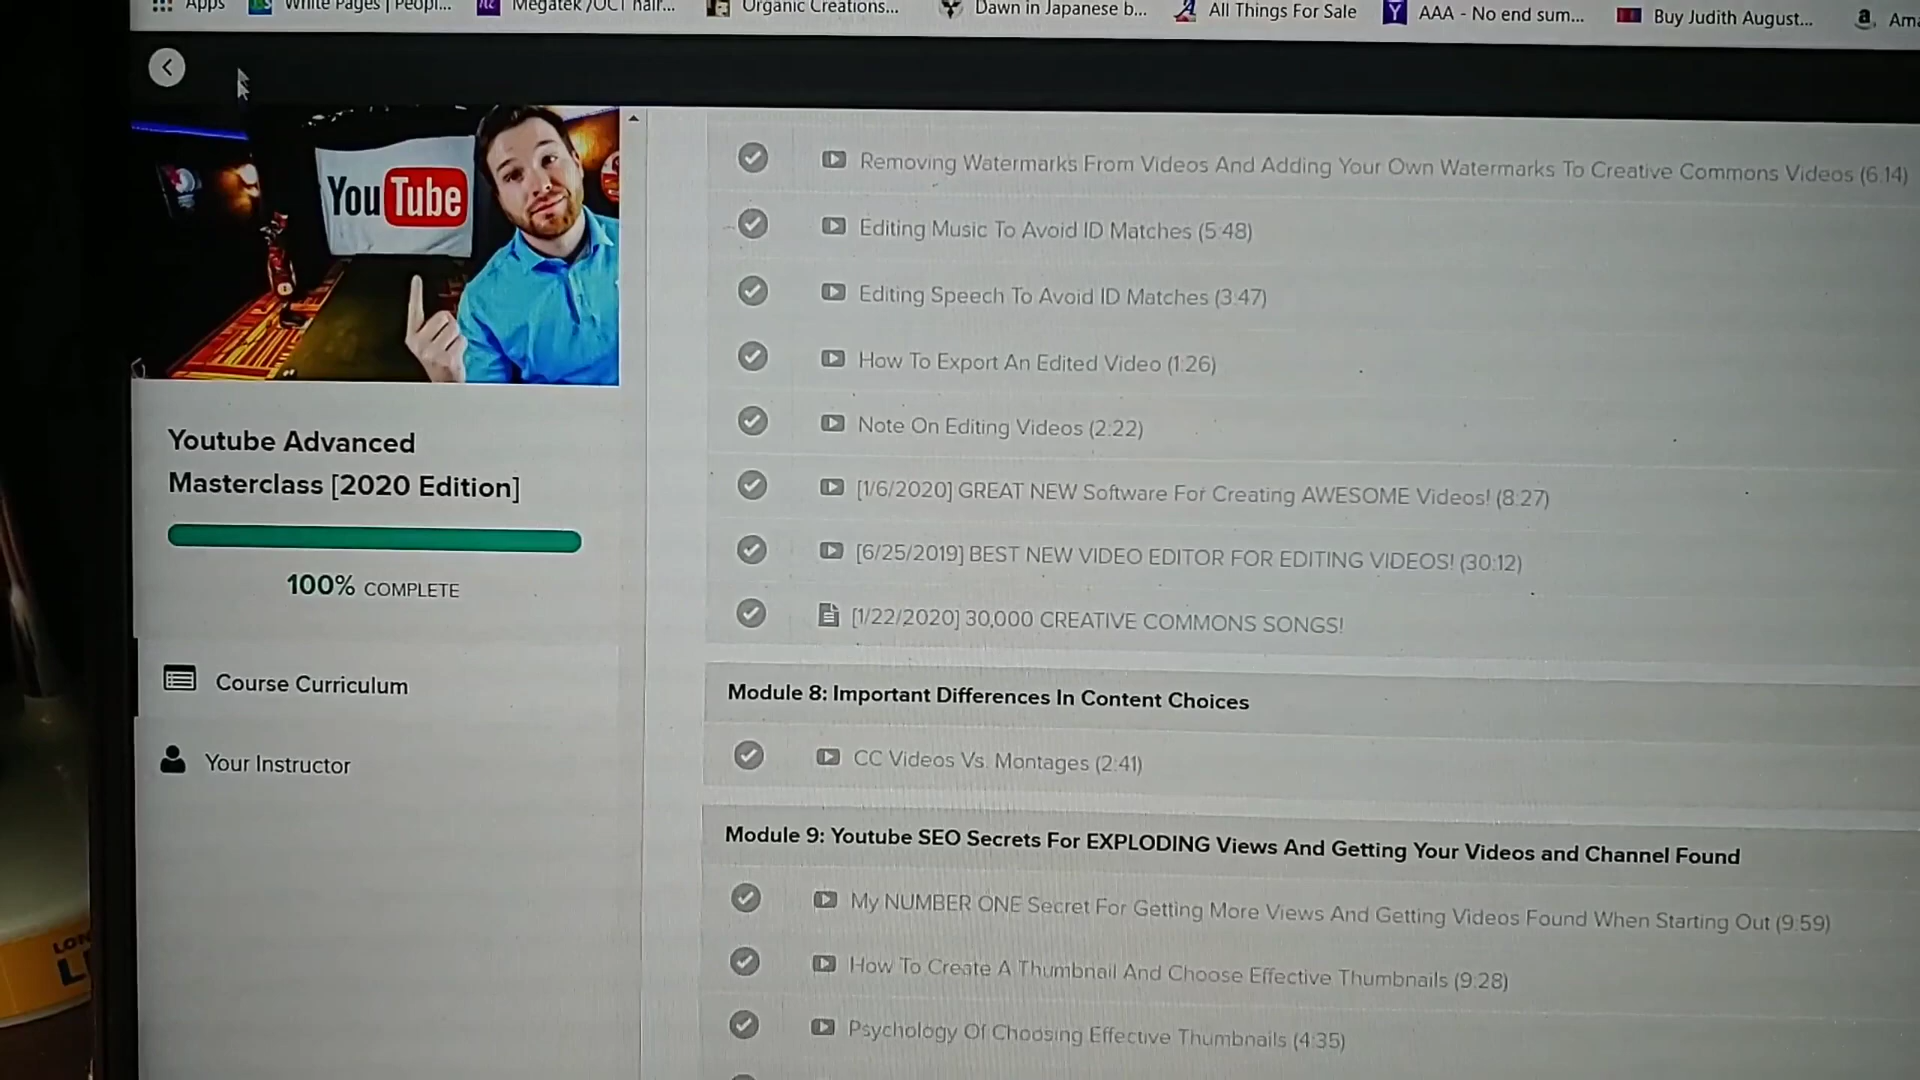 Apps
White Pages | Peopl...
Megatek /OCT hair...
Organic Creations...
Dawn in Japanese b...
All Things For Sale
AAA - No end sum...
Buy Judith August...
YouTube
Removing Watermarks From Videos And Adding Your Own Watermarks To Creative Commons Videos (6:14)
Editing Music To Avoid ID Matches (5:48)
Editing Speech To Avoid ID Matches (3:47)
How To Export An Edited Video (1:26)
Note On Editing Videos (2:22)
[1/6/2020] GREAT NEW Software For Creating AWESOME Videos! (8:27)
[6/25/2019] BEST NEW VIDEO EDITOR FOR EDITING VIDEOS! (30:12)
[1/22/2020] 30,000 CREATIVE COMMONS SONGS!
Youtube Advanced
Masterclass [2020 Edition]
100% COMPLETE
Course Curriculum
Your Instructor
Module 8: Important Differences In Content Choices
CC Videos Vs. Montages (2:41)
Module 9: Youtube SEO Secrets For EXPLODING Views And Getting Your Videos and Channel Found
My NUMBER ONE Secret For Getting More Views And Getting Videos Found When Starting Out (9:59)
How To Create A Thumbnail And Choose Effective Thumbnails (9:28)
Psychology Of Choosing Effective Thumbnails (4:35)